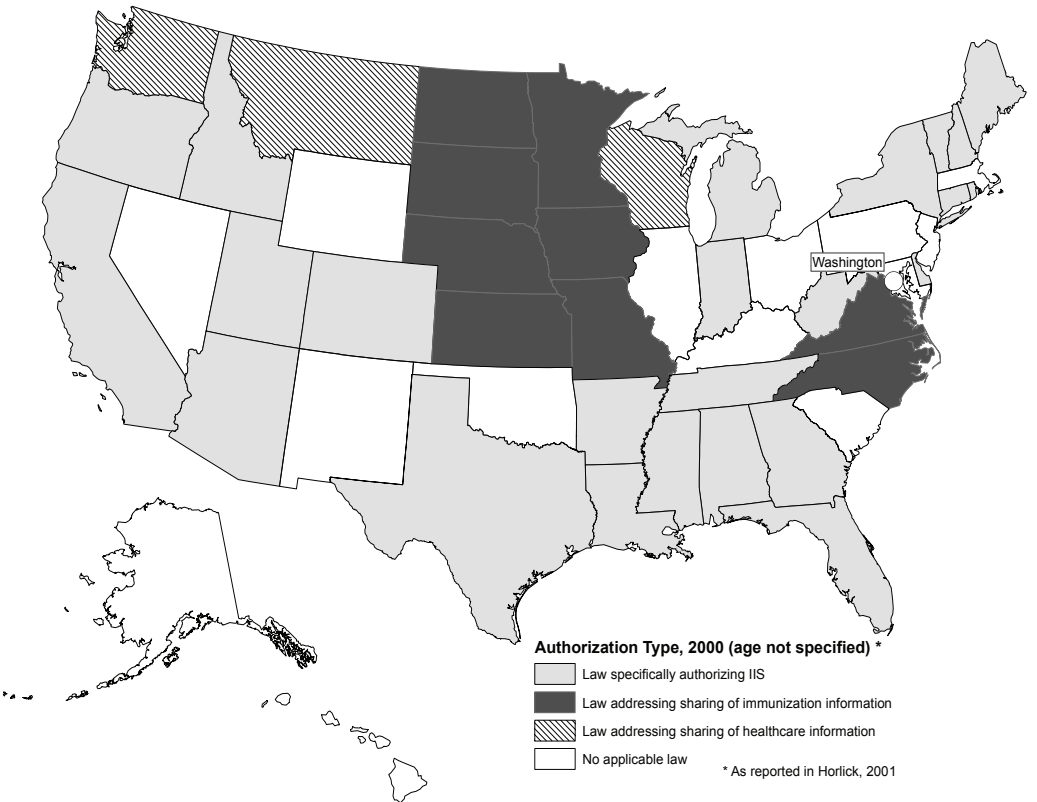 Washington
Authorization Type, 2000 (age not specified) *
Law specifically authorizing IIS
Law addressing sharing of immunization information
Law addressing sharing of healthcare information
No applicable law
* As reported in Horlick, 2001